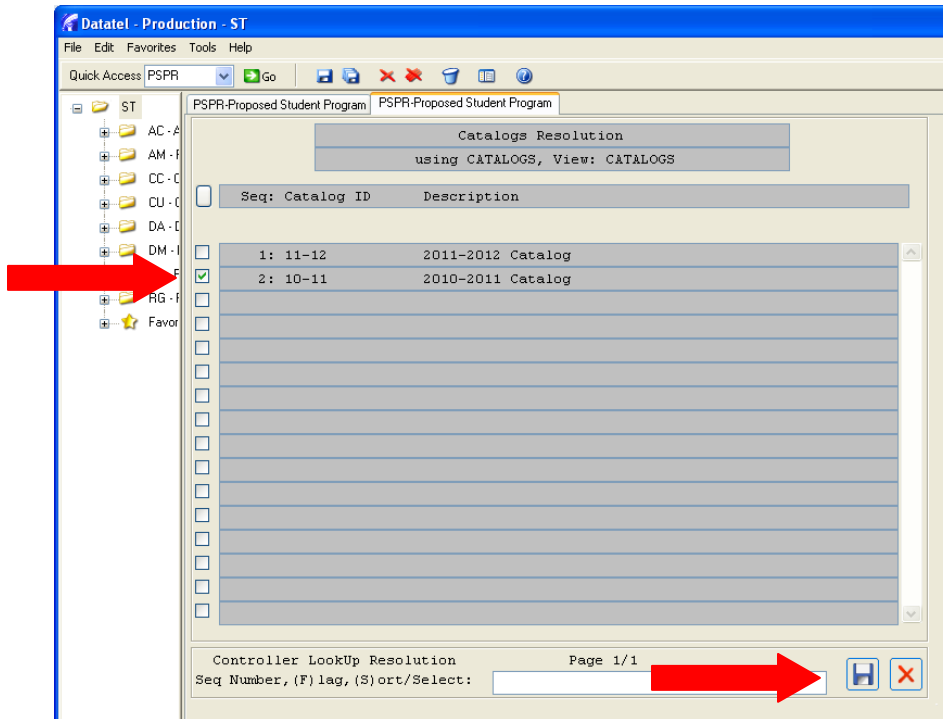 Datatel - Production - ST
File Edit Favorites Tools Help
Quick Access PSPR Go
ST
PSPR-Proposed Student Program PSPR-Proposed Student Program
AC - A
AM - F
CC - C
CU - C
DA - D
DM - I
RG - F
Favor
Catalogs Resolution
using CATALOGS, View: CATALOGS
Seq: Catalog ID Description
1: 11-12 2011-2012 Catalog
2: 10-11 2010-2011 Catalog
Controller LookUp Resolution Page 1/1
Seq Number,(F)lag,(S)ort/Select: